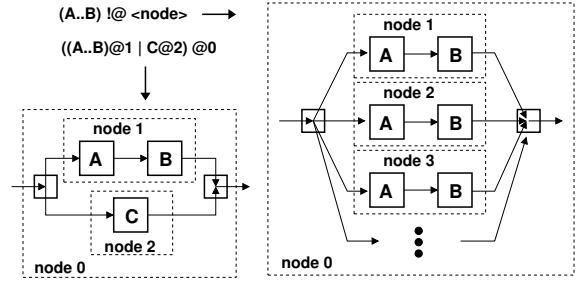 (A..B) !@ <node>
((A..B)@1 | C@2) @0
node 1
A B
C
node 2
node 0
node 1
A B
node 2
A B
node 3
A B
node 0